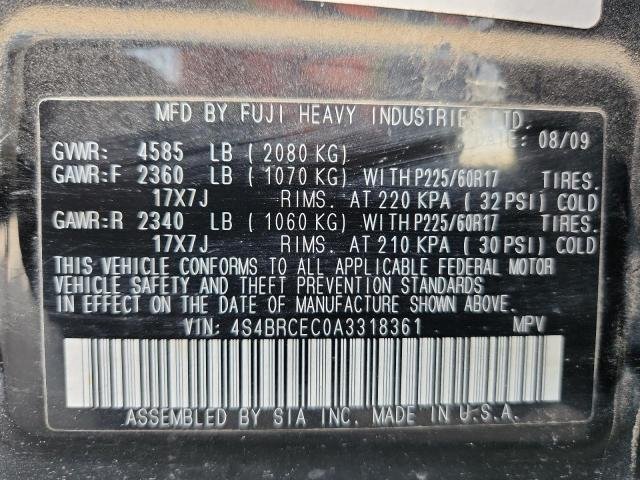 MFD BY FUJI HEAVY INDUSTRIES LTD.
DATE: 08/09
GVWR: 4585 LB ( 2080 KG)
GAWR:F 2360 LB ( 1070 KG) WITH P225/60R17 TIRES.
17X7J RIMS. AT 220 KPA ( 32 PSI) COLD
GAWR:R 2340 LB ( 1060 KG) WITH P225/60R17 TIRES.
17X7J RIMS. AT 210 KPA ( 30 PSI) COLD
THIS VEHICLE CONFORMS TO ALL APPLICABLE FEDERAL MOTOR
VEHICLE SAFETY AND THEFT PREVENTION STANDARDS
IN EFFECT ON THE DATE OF MANUFACTURE SHOWN ABOVE.
VIN: 4S4BRCEC0A3318361 MPV
ASSEMBLED BY SIA INC. MADE IN U.S.A.